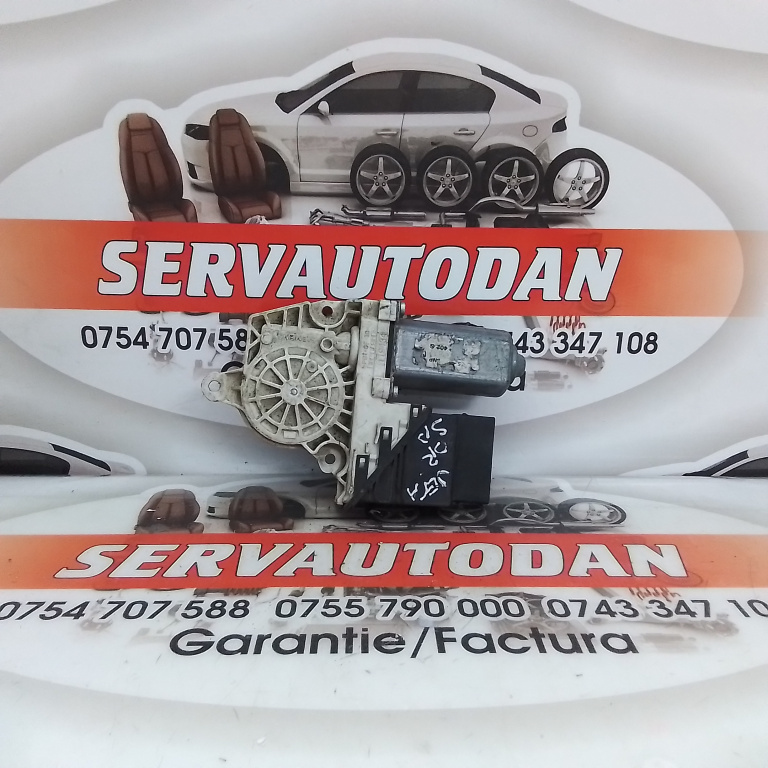 SERVAUTODAN
0754 707 58
43 347 108
SERVAUTODAN
0754 707 588 0755 790 000 0743 347 10
Garantie/Factura